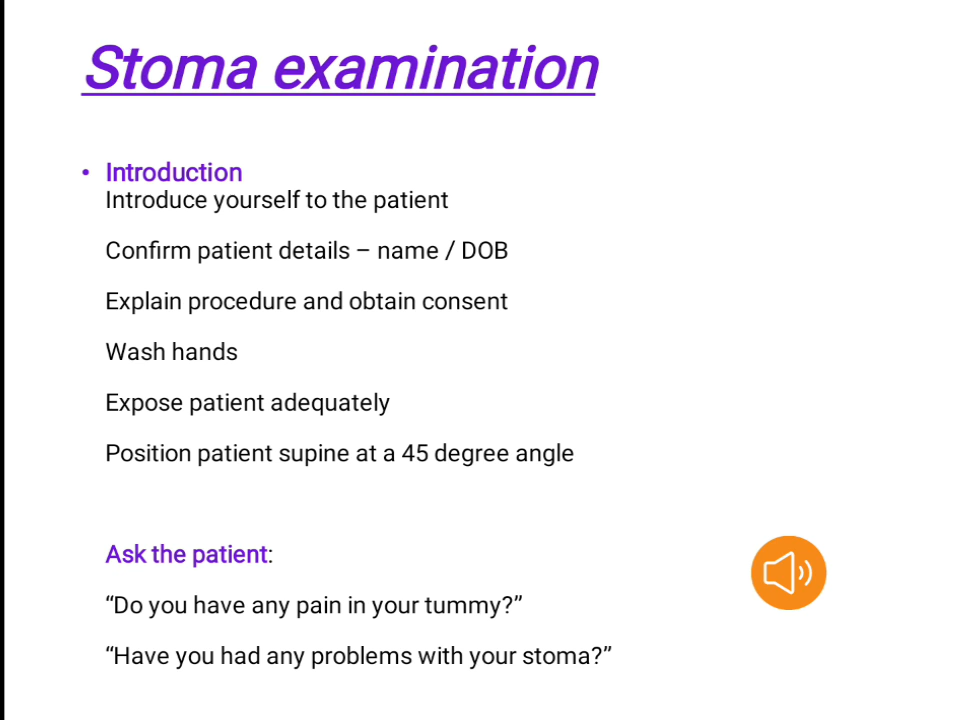 Stoma examination
• Introduction
Introduce yourself to the patient
Confirm patient details – name / DOB
Explain procedure and obtain consent
Wash hands
Expose patient adequately
Position patient supine at a 45 degree angle
Ask the patient:
“Do you have any pain in your tummy?”
“Have you had any problems with your stoma?”